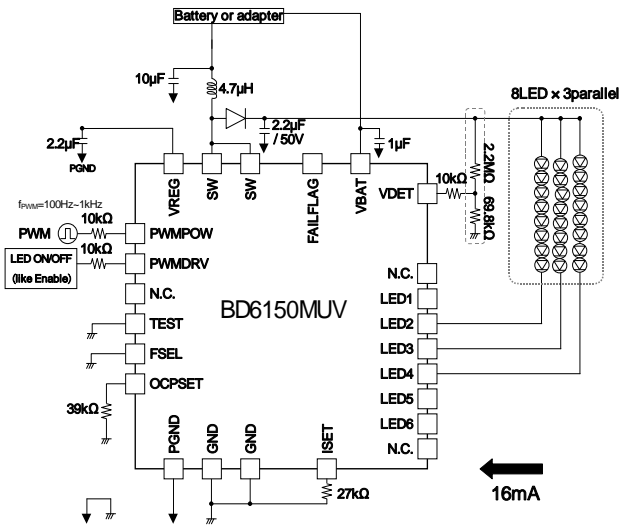 Battery or adapter
10μF
4.7μH
8LED × 3parallel
2.2μF
/ 50V
1μF
2.2μF
PGND
2.2MΩ
69.8kΩ
10kΩ
VREG
SW
SW
FAILFLAG
VBAT
VDET
fPWM=100Hz~1kHz
10kΩ
PWM
PWMPOW
10kΩ
LED ON/OFF
(like Enable)
PWMDRV
N.C.
TEST
FSEL
OCPSET
39kΩ
BD6150MUV
N.C.
LED1
LED2
LED3
LED4
LED5
LED6
N.C.
PGND
GND
GND
ISET
27kΩ
16mA